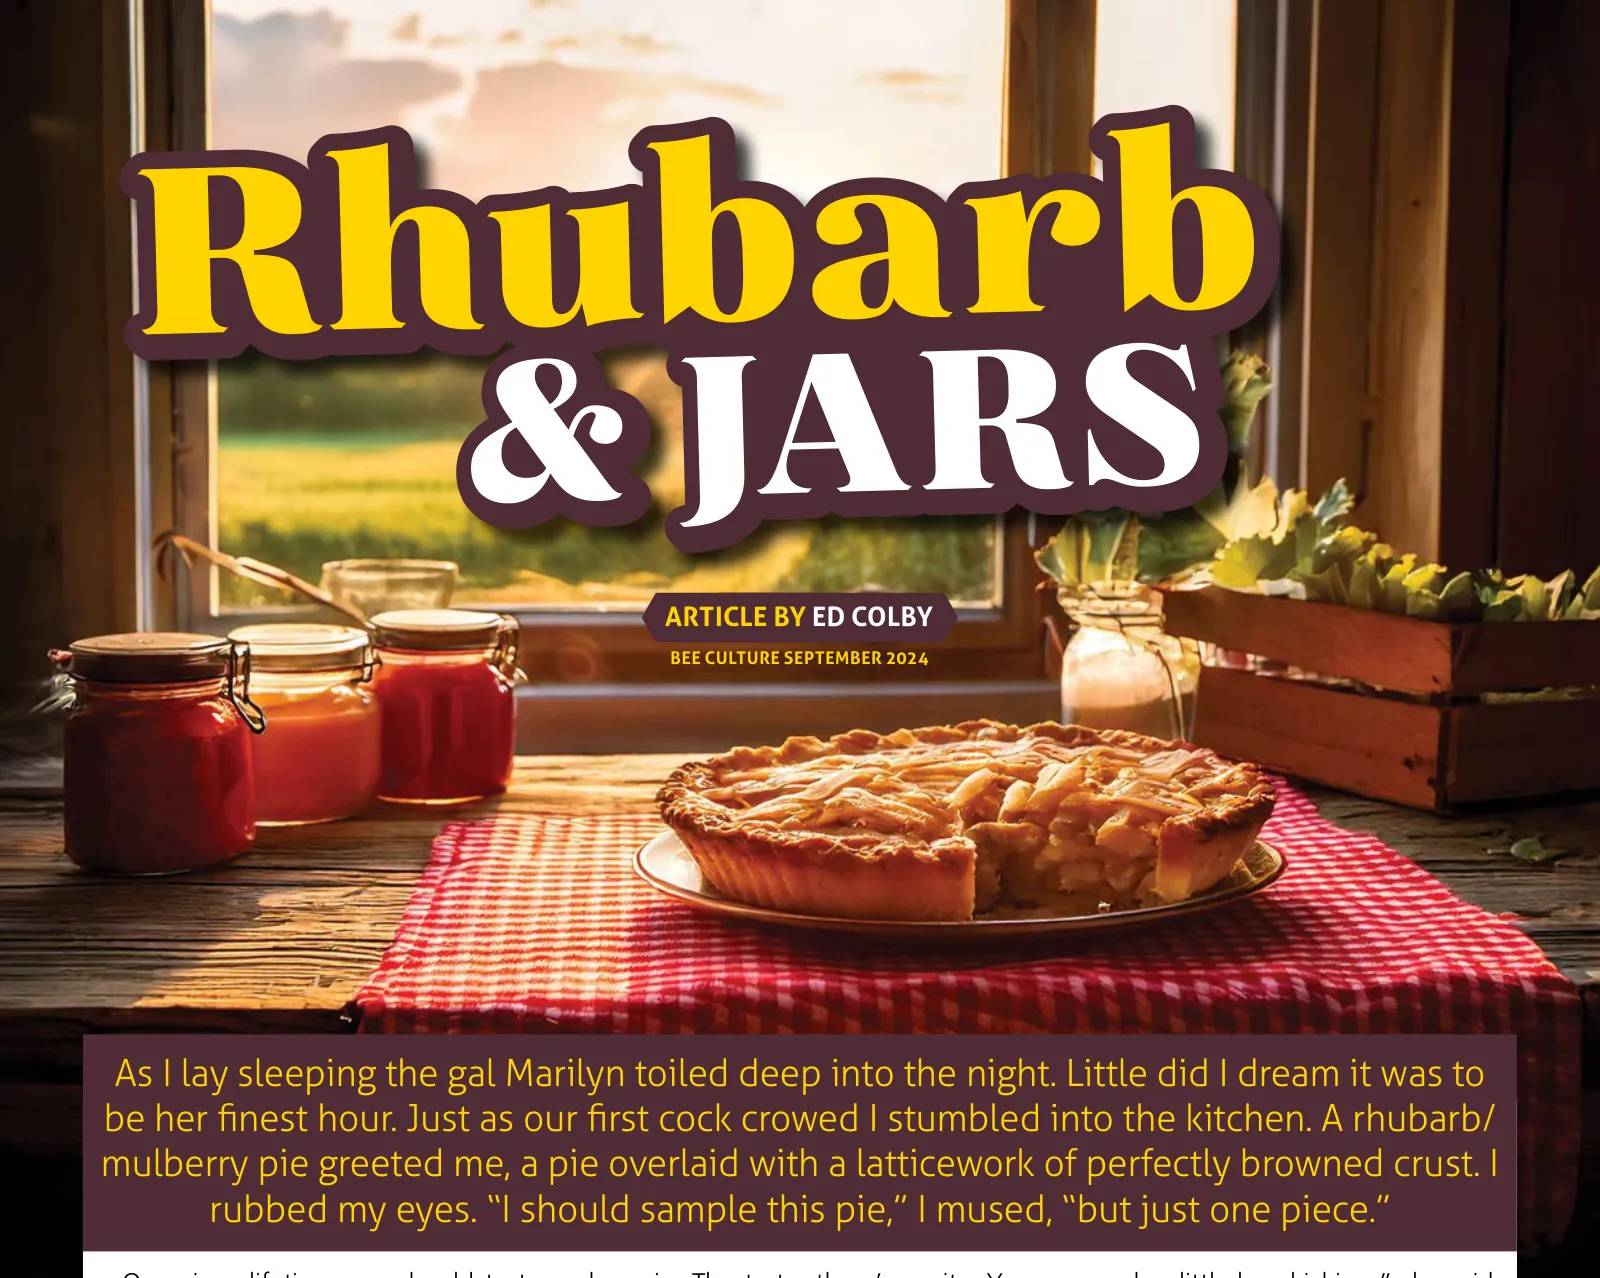 Rhubarb
& JARS
ARTICLE BY ED COLBY
BEE CULTURE SEPTEMBER 2024
As I lay sleeping the gal Marilyn toiled deep into the night. Little did I dream it was to
be her finest hour. Just as our first cock crowed I stumbled into the kitchen. A rhubarb/
mulberry pie greeted me, a pie overlaid with a latticework of perfectly browned crust. I
rubbed my eyes. “I should sample this pie,” I mused, “but just one piece.”